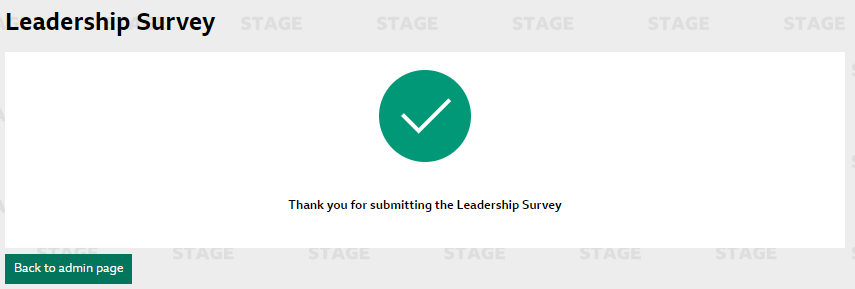 Leadership Survey
STAGE STAGE STAGE STAGE STAGE
Thank you for submitting the Leadership Survey
STAGE STAGE STAGE STAGE STAGE STAGE
Back to admin page